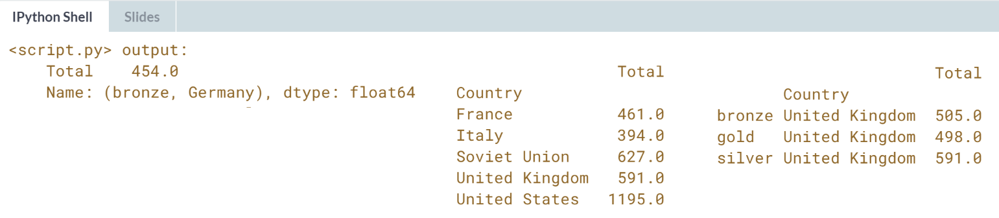 IPython Shell
Slides
<script.py> output:
Total 454.0
Name: (bronze, Germany), dtype: float64
Total
Country
France 461.0
Italy 394.0
Soviet Union 627.0
United Kingdom 591.0
United States 1195.0
Total
Country
bronze United Kingdom 505.0
gold United Kingdom 498.0
silver United Kingdom 591.0